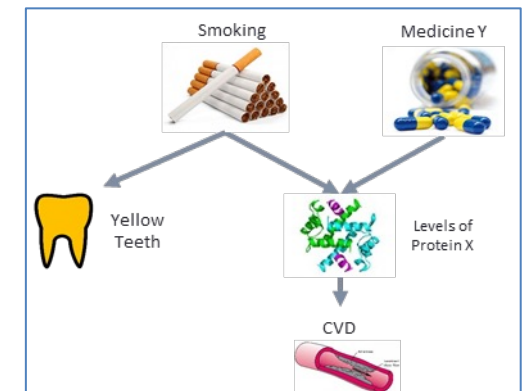 Smoking
Medicine Y
Yellow
Teeth
Levels of
Protein X
CVD